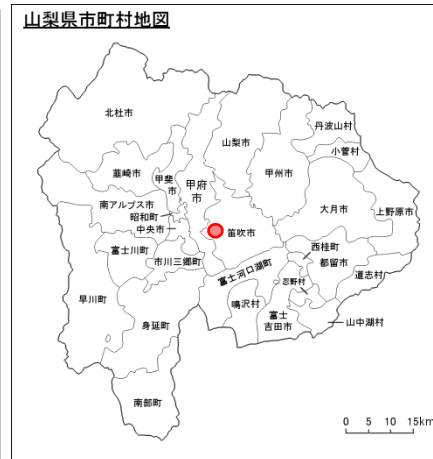 山梨県市町村地図
北杜市
山梨市
丹波山村
小菅村
韮崎市
甲斐
市
甲府
市
甲州市
南アルプス市
昭和町
中央市
大月市
上野原市
笛吹市
富士川町
市川三郷町
西桂町
都留市
道志村
富士河口湖町
忍野村
早川町
鳴沢村
富士
吉田市
身延町
山中湖村
南部町
0 5 10 15km